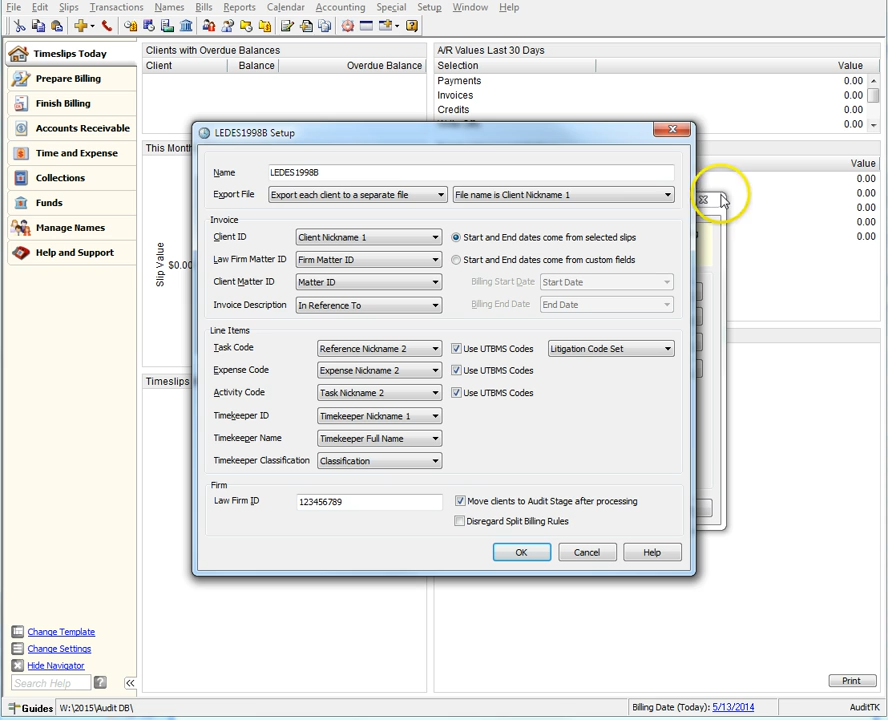 File Edit Slips Transactions Names Bills Reports Calendar Accounting Special Setup Window Help
Timeslips Today
Prepare Billing
Finish Billing
Accounts Receivable
Time and Expense
Collections
Funds
Manage Names
Help and Support
Clients with Overdue Balances
Client Balance Overdue Balance
A/R Values Last 30 Days
Selection Value
Payments 0.00
Invoices 0.00
Credits 0.00
0.00
This Month
Slip Value
$0.00
Timeslips
Value
0.00
0.00
0.00
0.00
0.00
LEDES1998B Setup
Name LEDES1998B
Export File Export each client to a separate file File name is Client Nickname 1
Invoice
Client ID Client Nickname 1 Start and End dates come from selected slips
Law Firm Matter ID Firm Matter ID Start and End dates come from custom fields
Client Matter ID Matter ID Billing Start Date Start Date
Invoice Description In Reference To Billing End Date End Date
Line Items
Task Code Reference Nickname 2 Use UTBMS Codes Litigation Code Set
Expense Code Expense Nickname 2 Use UTBMS Codes
Activity Code Task Nickname 2 Use UTBMS Codes
Timekeeper ID Timekeeper Nickname 1
Timekeeper Name Timekeeper Full Name
Timekeeper Classification Classification
Firm
Law Firm ID 123456789 Move clients to Audit Stage after processing
Disregard Split Billing Rules
OK Cancel Help
Change Template
Change Settings
Hide Navigator
Search Help ?
Print
Guides W:\2015\Audit DB\ Billing Date (Today): 5/13/2014 AuditTK